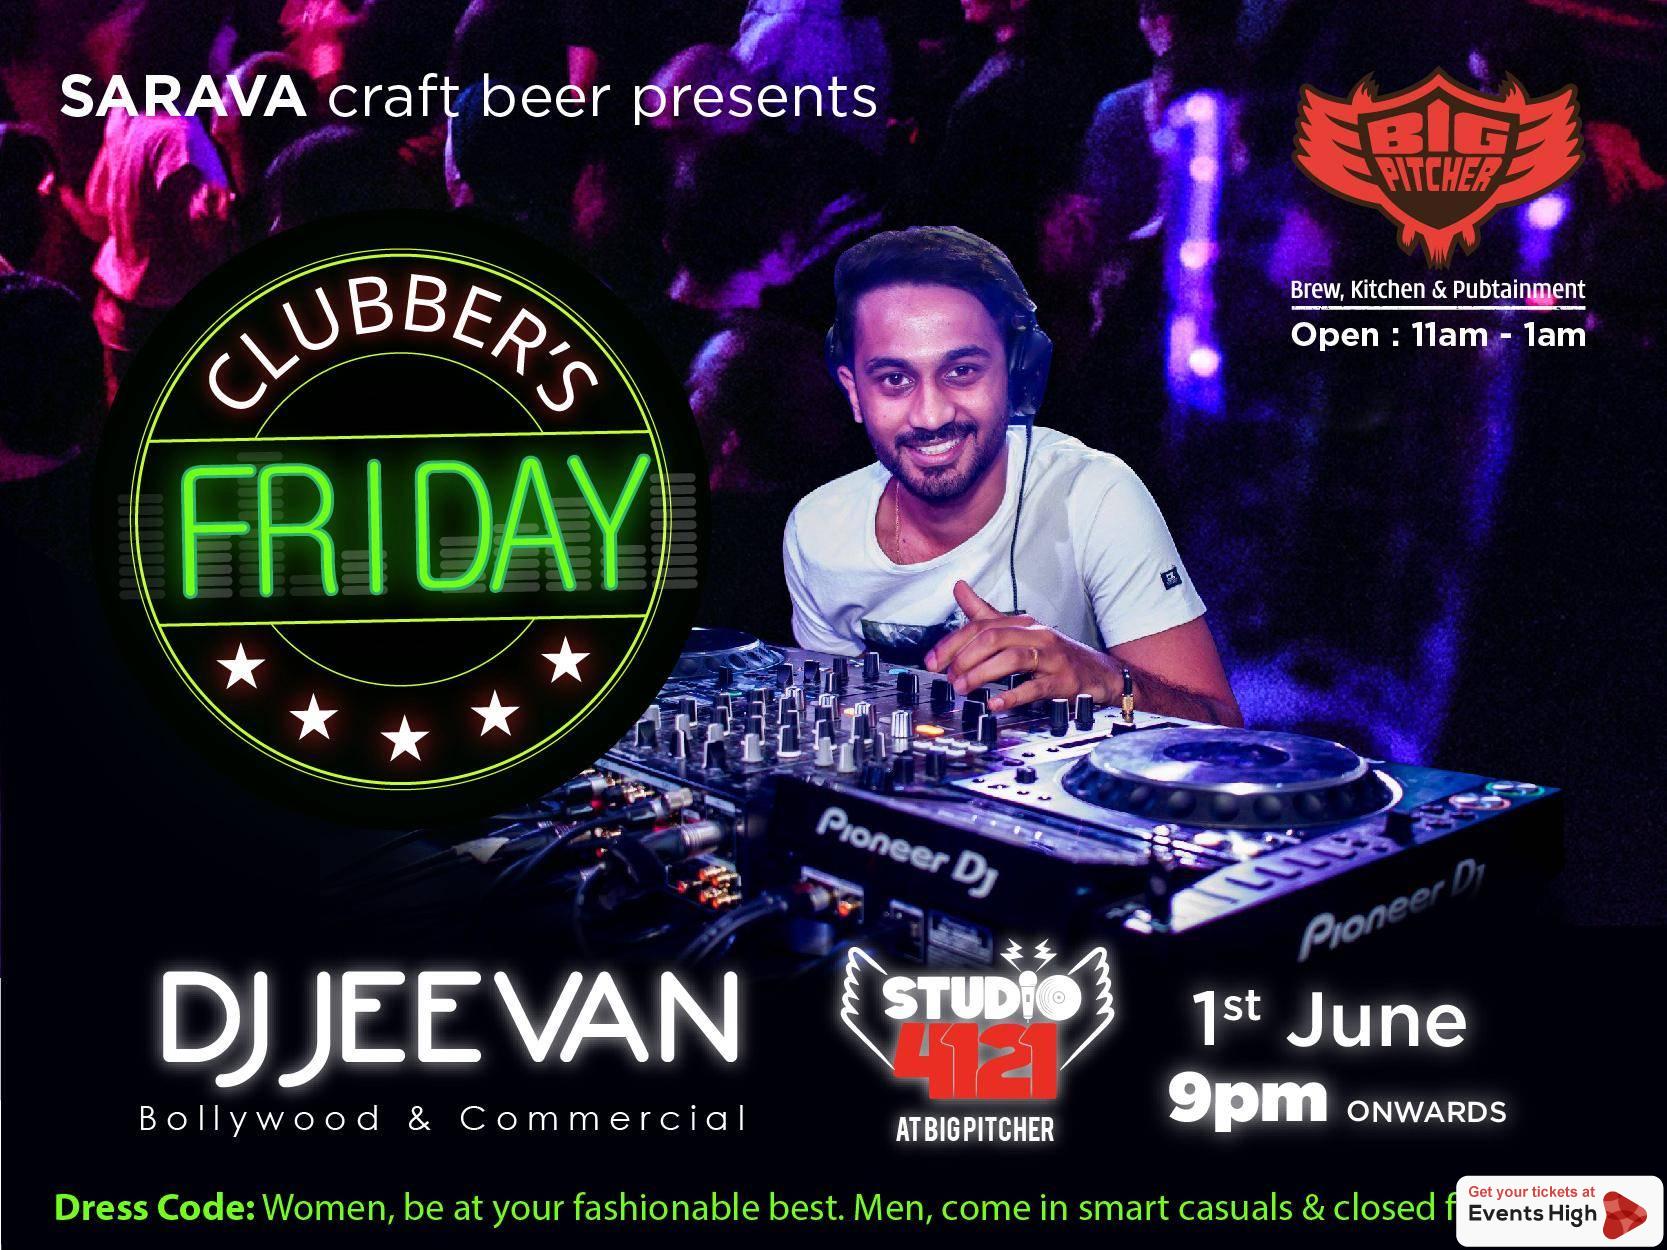 SARAVA craft beer presents
BIG
PITCHER
Brew, Kitchen & Pubtainment
Open : 11am - 1am
CLUBBER'S
FRIDAY
Pioneer DJ
Pioneer DJ
DJ JEEVAN
Bollywood & Commercial
STUDIO
4121
AT BIG PITCHER
1st June
9pm ONWARDS
Dress Code: Women, be at your fashionable best. Men, come in smart casuals & closed
Get your tickets at
Events High